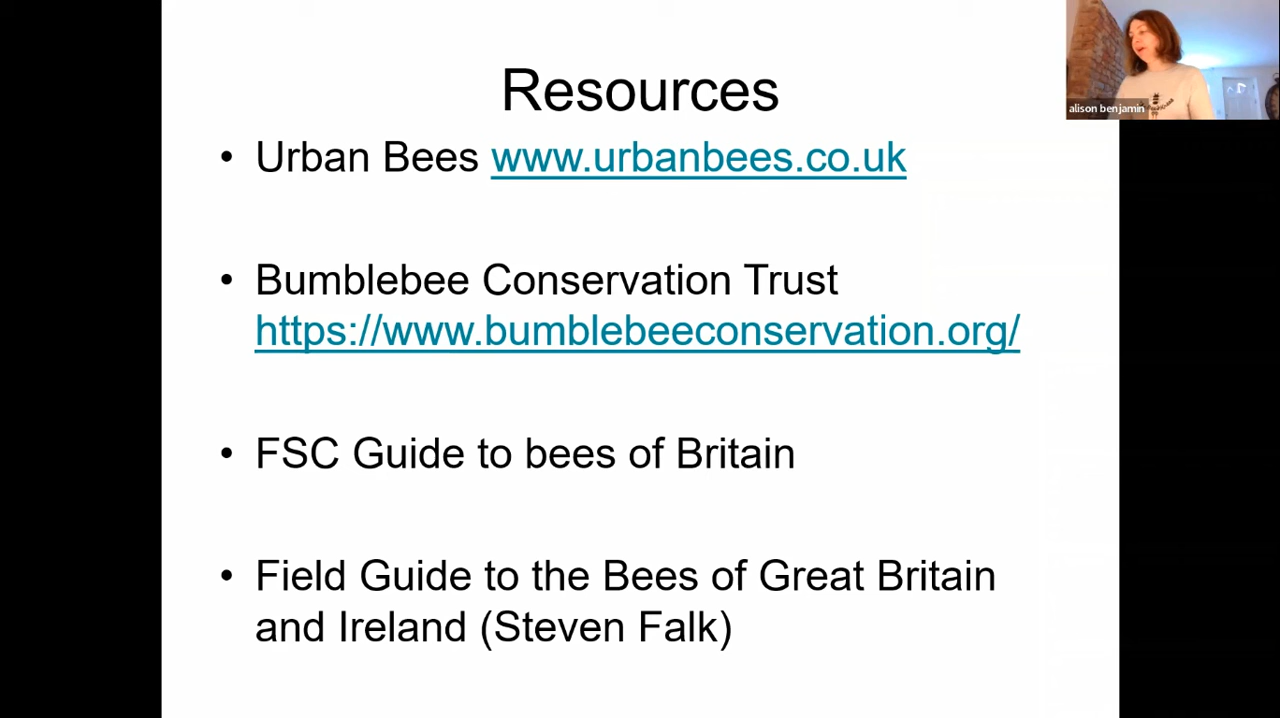 Resources
• Urban Bees www.urbanbees.co.uk
• Bumblebee Conservation Trust
https://www.bumblebeeconservation.org/
• FSC Guide to bees of Britain
• Field Guide to the Bees of Great Britain
and Ireland (Steven Falk)
alison benjamin